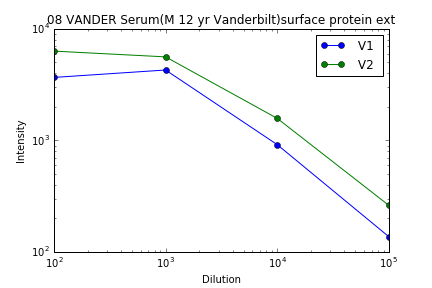 08 VANDER Serum(M 12 yr Vanderbilt)surface protein ext
10^4
10^3
10^2
Intensity
V1
V2
10^2 10^3 10^4 10^5
Dilution